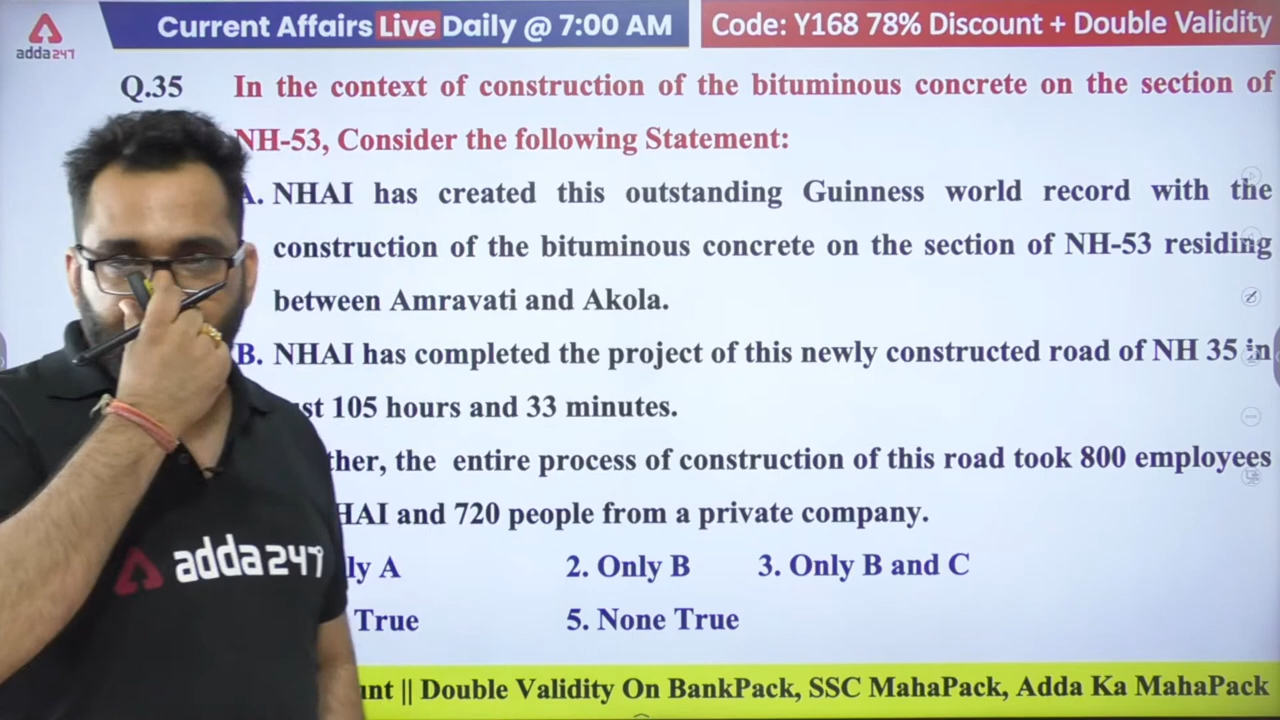 adda247
Current Affairs Live Daily @ 7:00 AM
Code: Y168 78% Discount + Double Validity
Q.35 In the context of construction of the bituminous concrete on the section of
NH-53, Consider the following Statement:
A. NHAI has created this outstanding Guinness world record with the
construction of the bituminous concrete on the section of NH-53 residing
between Amravati and Akola.
B. NHAI has completed the project of this newly constructed road of NH 35 in
105 hours and 33 minutes.
the entire process of construction of this road took 800 employees
and 720 people from a private company.
A 2. Only B 3. Only B and C
True 5. None True
adda247
|| Double Validity On BankPack, SSC MahaPack, Adda Ka MahaPack